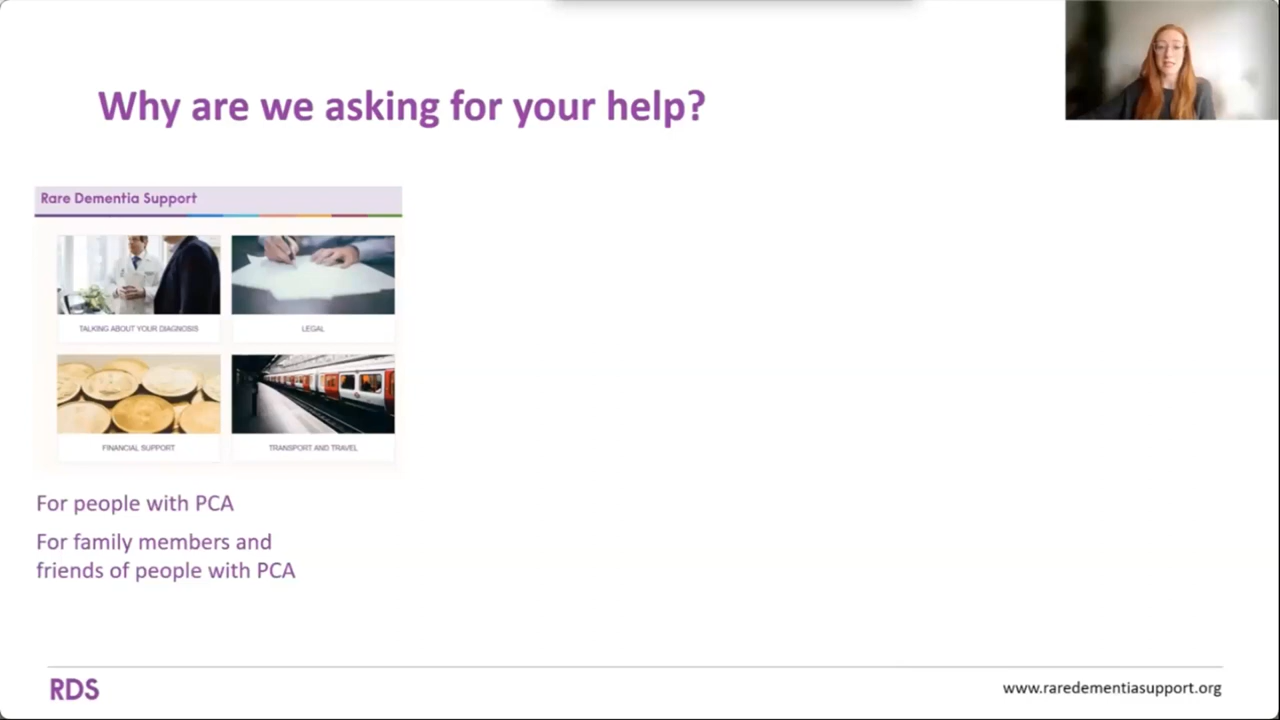 Why are we asking for your help?
Rare Dementia Support
TALKING ABOUT YOUR DIAGNOSIS
LEGAL
FINANCIAL SUPPORT
TRANSPORT AND TRAVEL
For people with PCA
For family members and
friends of people with PCA
RDS
www.raredementiasupport.org